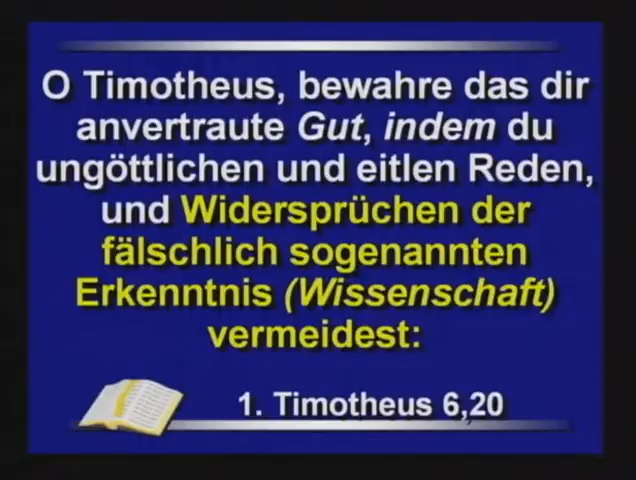 O Timotheus, bewahre das dir
anvertraute Gut, indem du
ungöttlichen und eitlen Reden,
und Widersprüchen der
fälschlich sogenannten
Erkenntnis (Wissenschaft)
vermeidest:
1. Timotheus 6,20